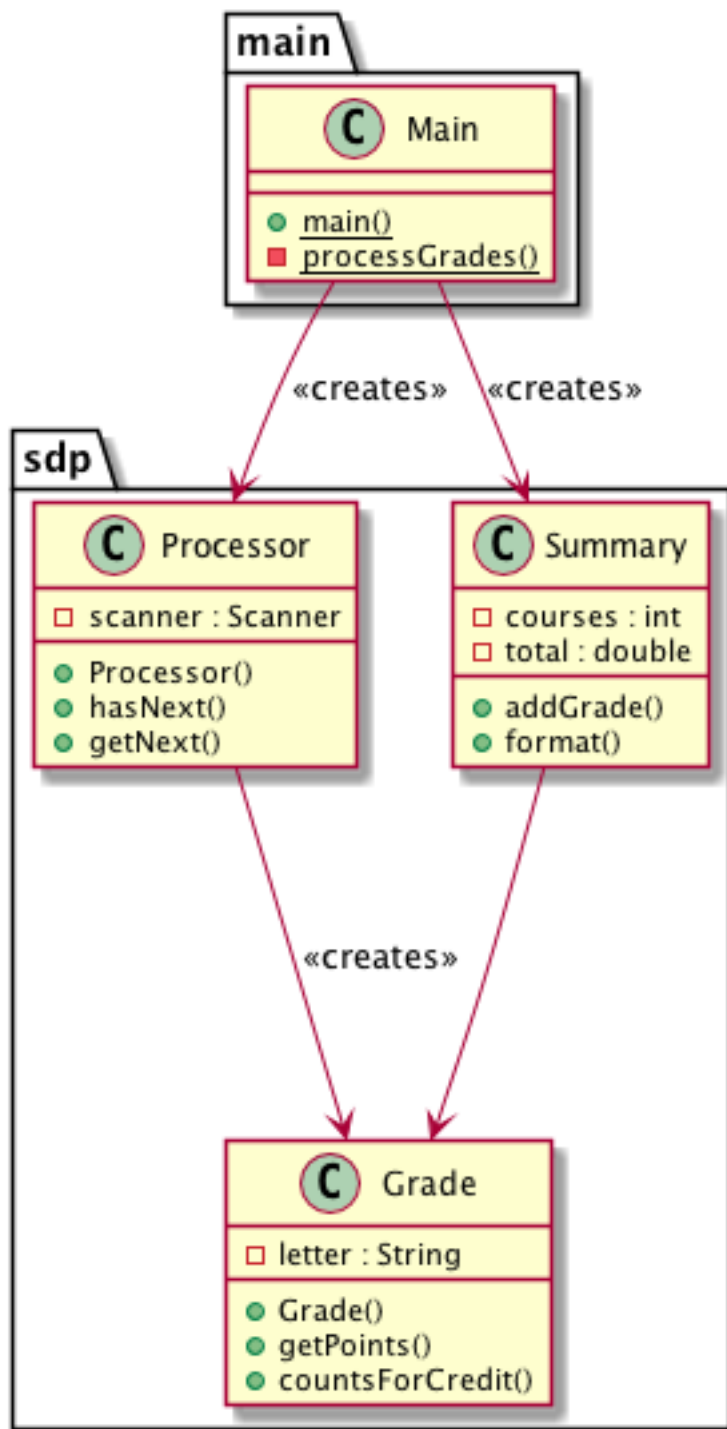 main
C Main
main()
processGrades()
«creates» «creates»
sdp
C Processor
scanner : Scanner
Processor()
hasNext()
getNext()
C Summary
courses : int
total : double
addGrade()
format()
«creates»
C Grade
letter : String
Grade()
getPoints()
countsForCredit()